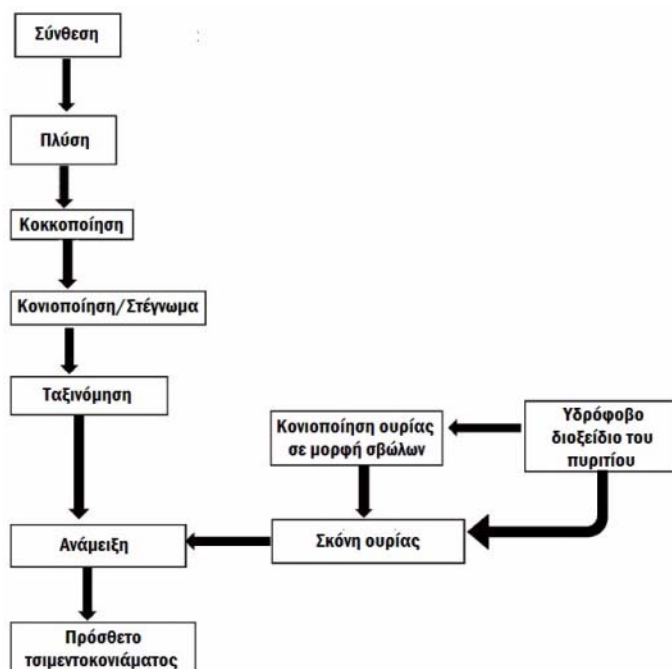 Σύνθεση
Πλύση
Κοκκοποίηση
Κονιοποίηση/Στέγνωμα
Ταξινόμηση
Κονιοποίηση ουρίας
σε μορφή σβώλων
Υδρόφοβο
διοξείδιο του
πυριτίου
Ανάμειξη
Σκόνη ουρίας
Πρόσθετο
τσιμεντοκονιάματος